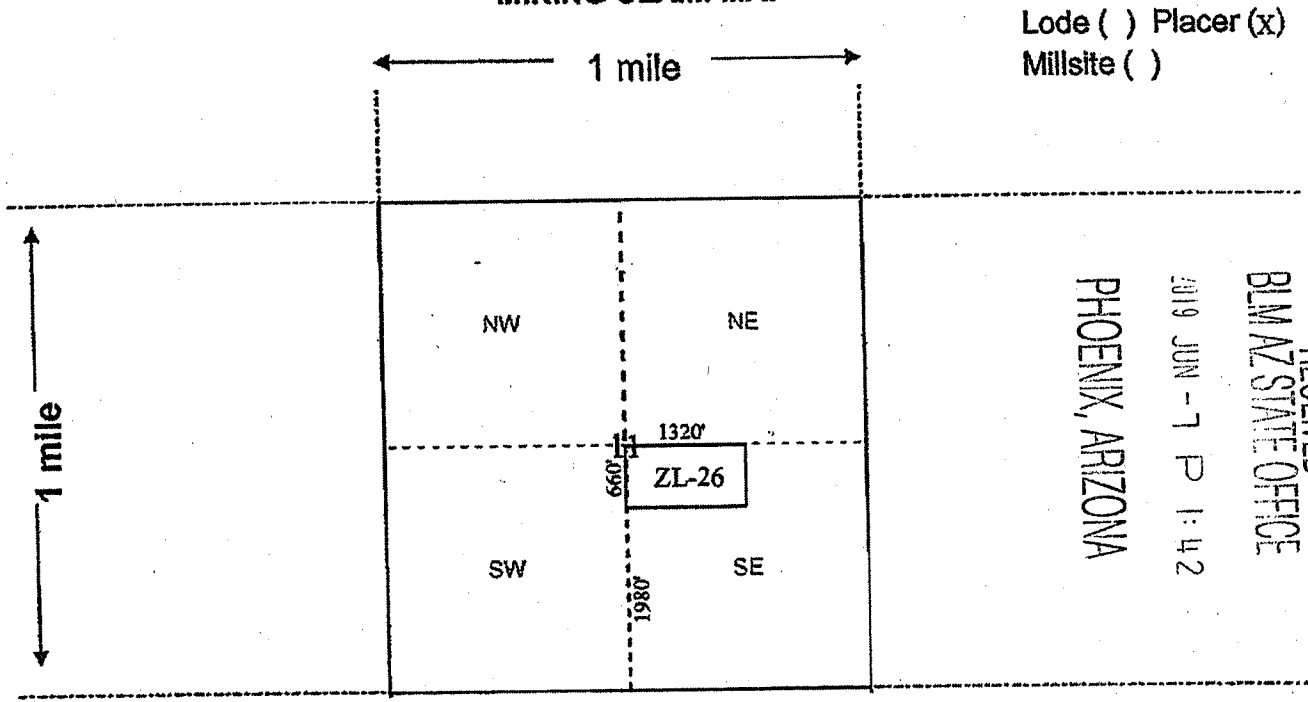 Lode ( ) Placer (x)
Millsite ( )
1 mile
1 mile
NW
NE
11
1320'
660'
ZL-26
SW
SE
1980'
BLM AZ STATE OFFICE
2019 JUN -7 P 1:42
PHOENIX, ARIZONA